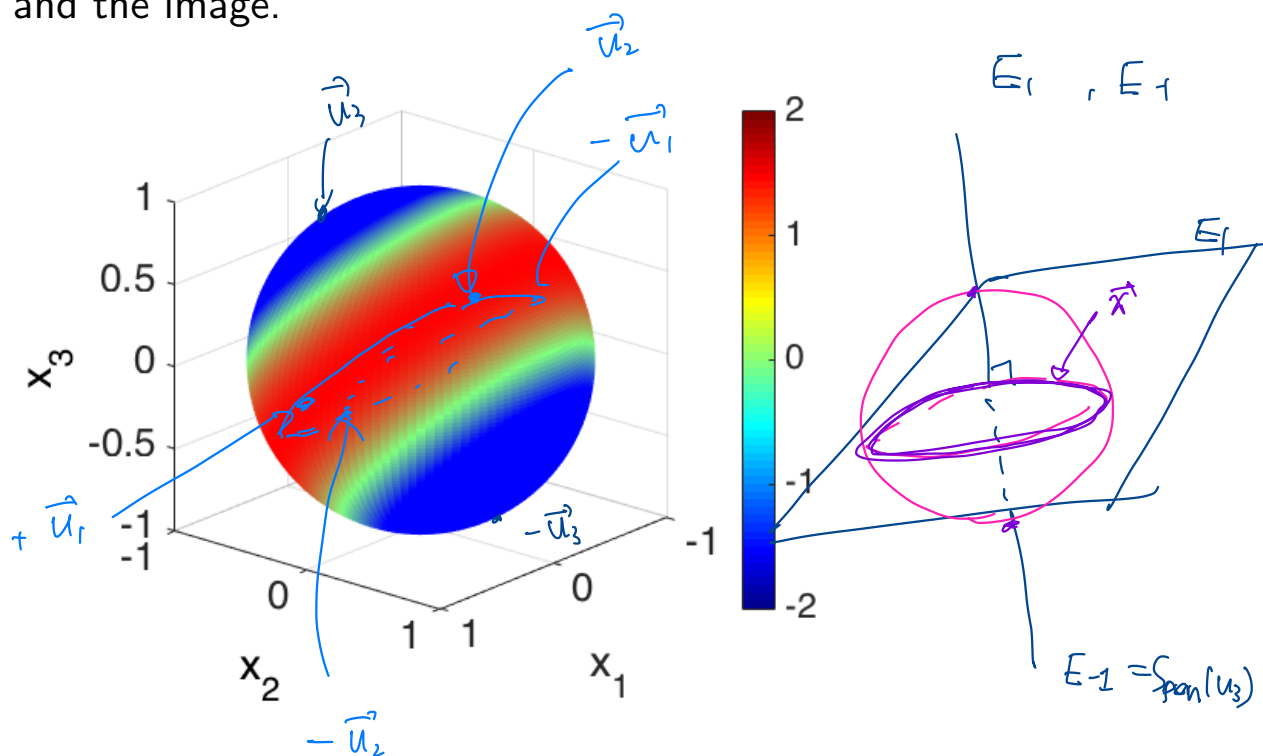 and the image.
u⃗₂
E₁ , E₋₁
u⃗₃
- u⃗₁
2
1
0
-1
-2
1
0.5
0
-0.5
-1
x₃
E₁
x⃗
+ u⃗₁
- u⃗₃
-1
0
1
x₂
1
0
-1
x₁
- u⃗₂
E-1 = Span(u₃)